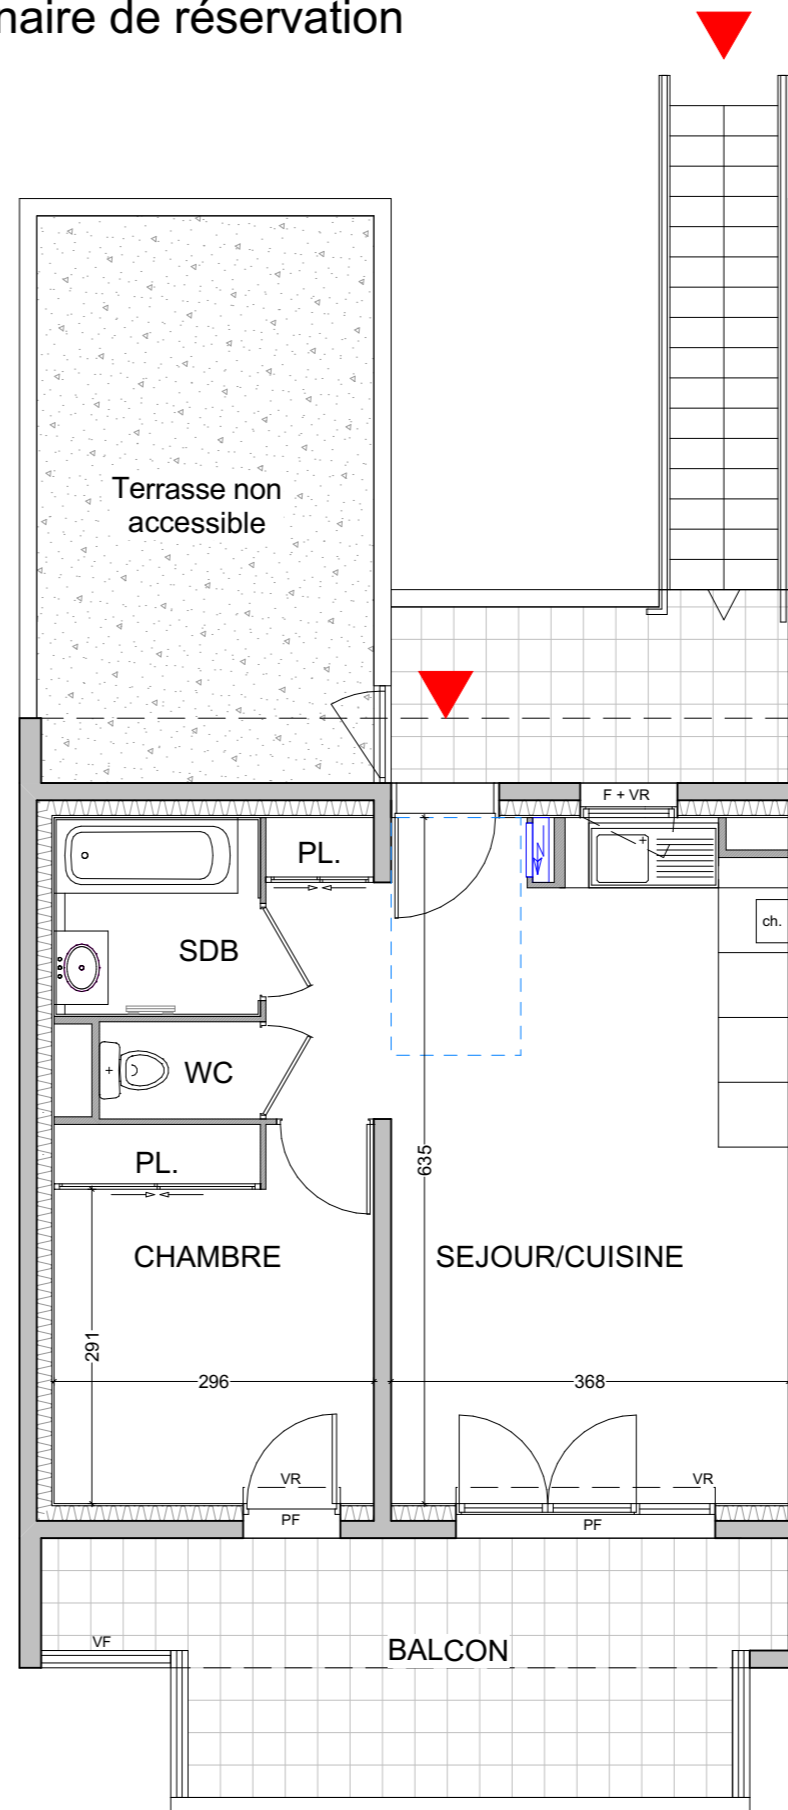 naire de réservation
Terrasse non
accessible
F + VR
PL.
ch.
SDB
WC
PL.
635
CHAMBRE
SEJOUR/CUISINE
291
296
368
VR
VR
PF
PF
VF
BALCON